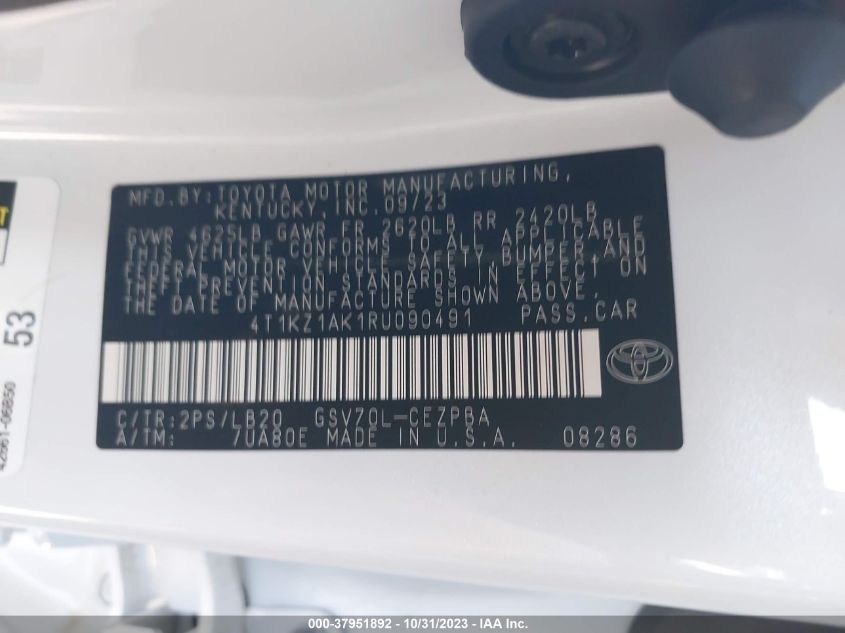 MFD. BY: TOYOTA MOTOR MANUFACTURING,
KENTUCKY, INC. 09/23
GVWR 4625LB GAWR FR 2620LB RR 2420LB
THIS VEHICLE CONFORMS TO ALL APPLICABLE
FEDERAL MOTOR VEHICLE SAFETY, BUMPER, AND
THEFT PREVENTION STANDARDS IN EFFECT ON
THE DATE OF MANUFACTURE SHOWN ABOVE.
4T1KZ1AK1RU090491 PASS. CAR
C/TR: 2PS/LB20 GSV70L-CEZPBA
A/TM: 7UA80E MADE IN U.S.A. 08286
53
42661-06850
000-37951892 - 10/31/2023 - IAA Inc.